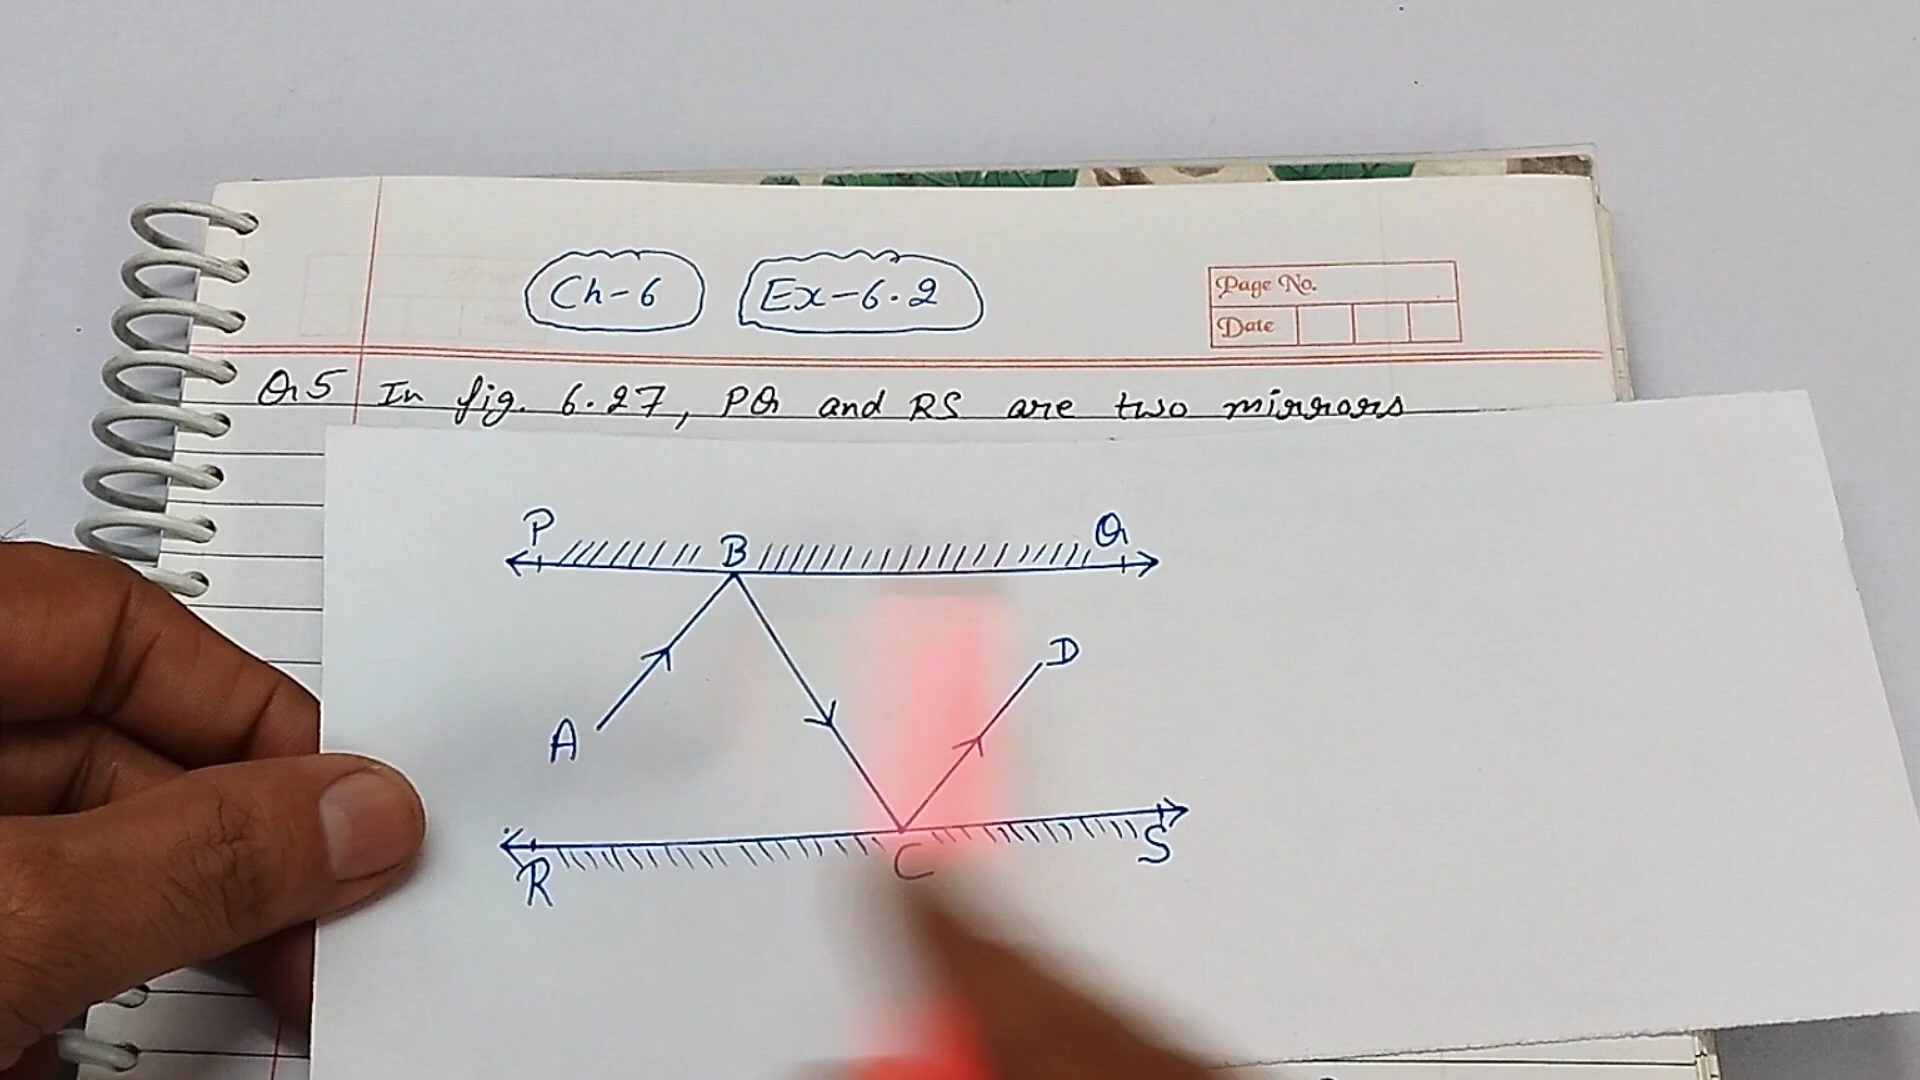 Ch-6 Ex-6.2
Page No.
Date
Q5 In fig. 6.27, PQ and RS are two mirrors
P B Q
D
A
C S
R